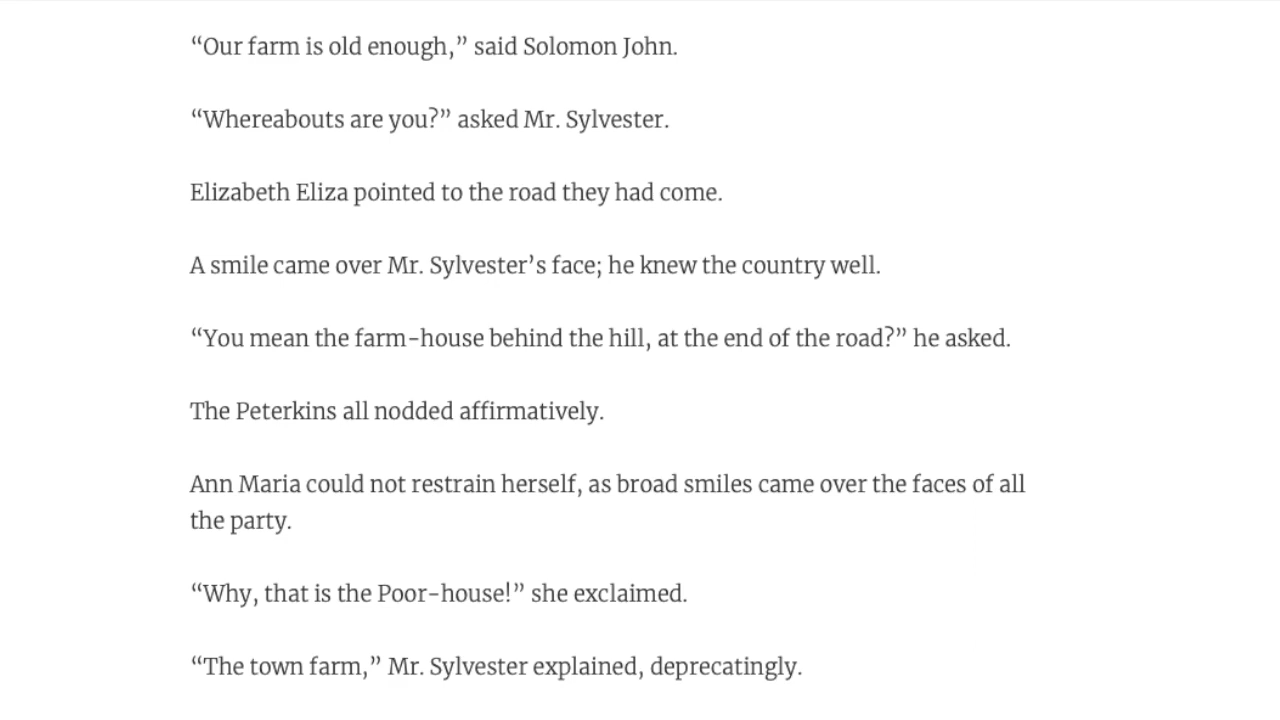 “Our farm is old enough,” said Solomon John.
“Whereabouts are you?” asked Mr. Sylvester.
Elizabeth Eliza pointed to the road they had come.
A smile came over Mr. Sylvester’s face; he knew the country well.
“You mean the farm-house behind the hill, at the end of the road?” he asked.
The Peterkins all nodded affirmatively.
Ann Maria could not restrain herself, as broad smiles came over the faces of all
the party.
“Why, that is the Poor-house!” she exclaimed.
“The town farm,” Mr. Sylvester explained, deprecatingly.